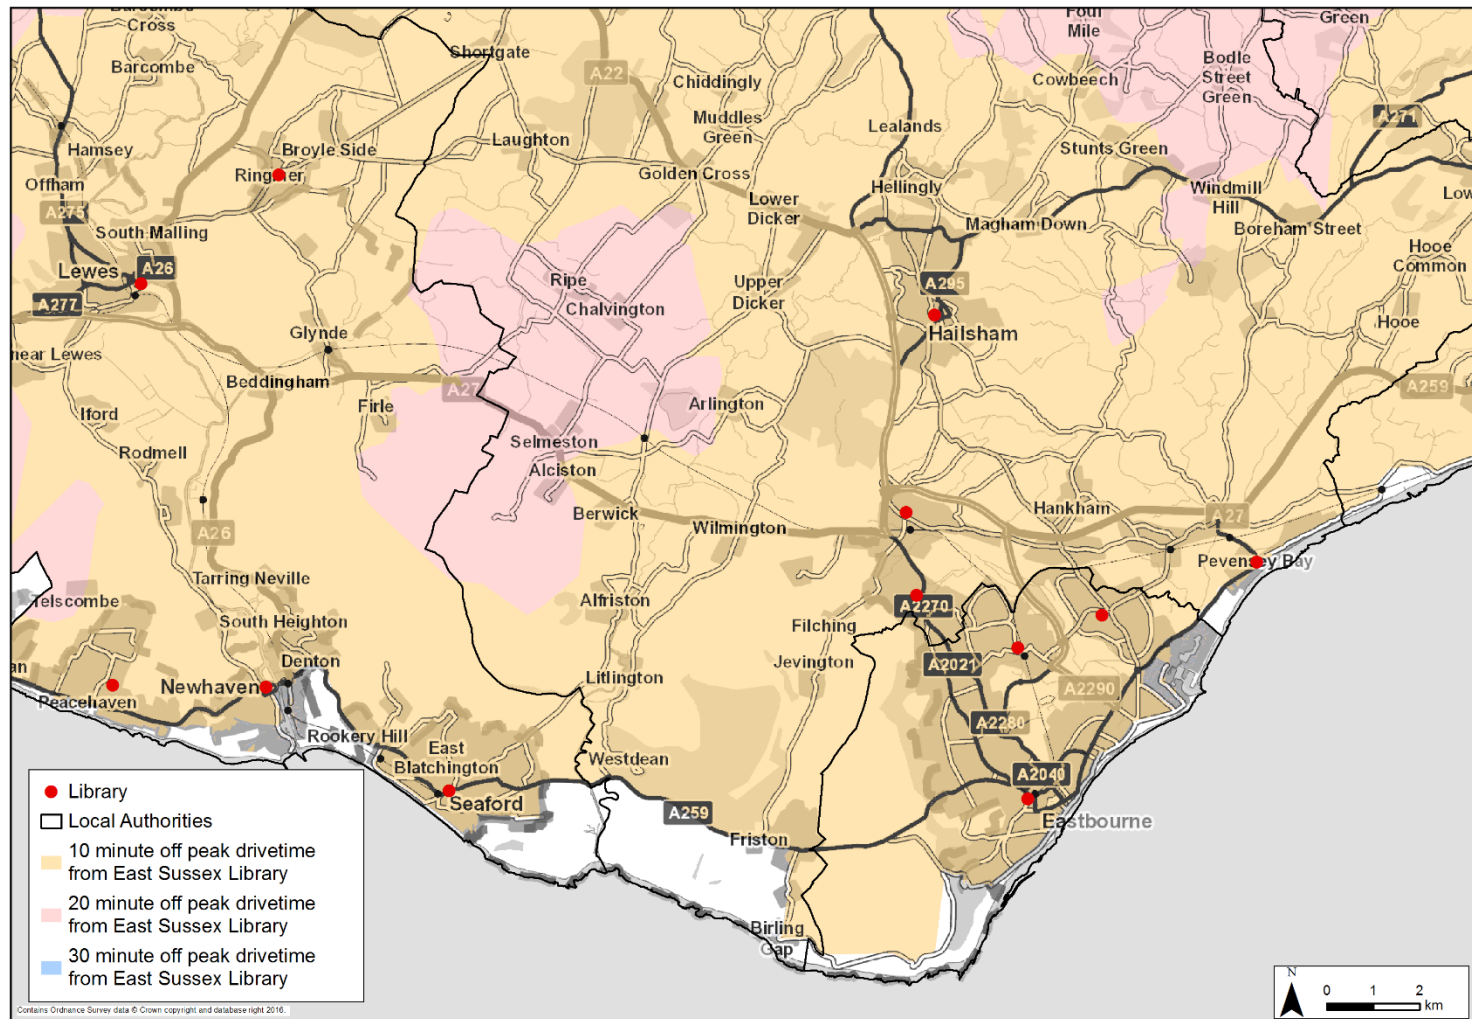 Barcombe
Cross
Barcombe
Shortgate
A22
Chiddingly
Foul
Mile
Green
Cowbeech
Bodle
Street
Green
Hamsey
Broyle Side
Laughton
Muddles
Green
Lealands
A271
Stunts Green
Offham
Ringmer
Golden Cross
Hellingly
Windmill
Hill
Low
A275
South Malling
Lower
Dicker
Magham Down
Boreham Street
Lewes
A26
Hooe
Common
A277
Ripe
Upper
Dicker
A295
Chalvington
Hooe
Glynde
Hailsham
near Lewes
Beddingham
A27
A259
Iford
Firle
Arlington
Rodmell
Selmeston
Alciston
Berwick
Wilmington
Hankham
A27
A26
Pevensey Bay
Tarring Neville
Telscombe
Alfriston
A2270
South Heighton
Filching
Denton
Litlington
Jevington
A2021
an
Newhaven
A2290
Peacehaven
Rookery Hill
East
Blatchington
A2280
Westdean
A2040
Seaford
A259
Eastbourne
Friston
Birling
Gap
Library
Local Authorities
10 minute off peak drivetime
from East Sussex Library
20 minute off peak drivetime
from East Sussex Library
30 minute off peak drivetime
from East Sussex Library
Contains Ordnance Survey data © Crown copyright and database right 2016.
N
0 1 2
km